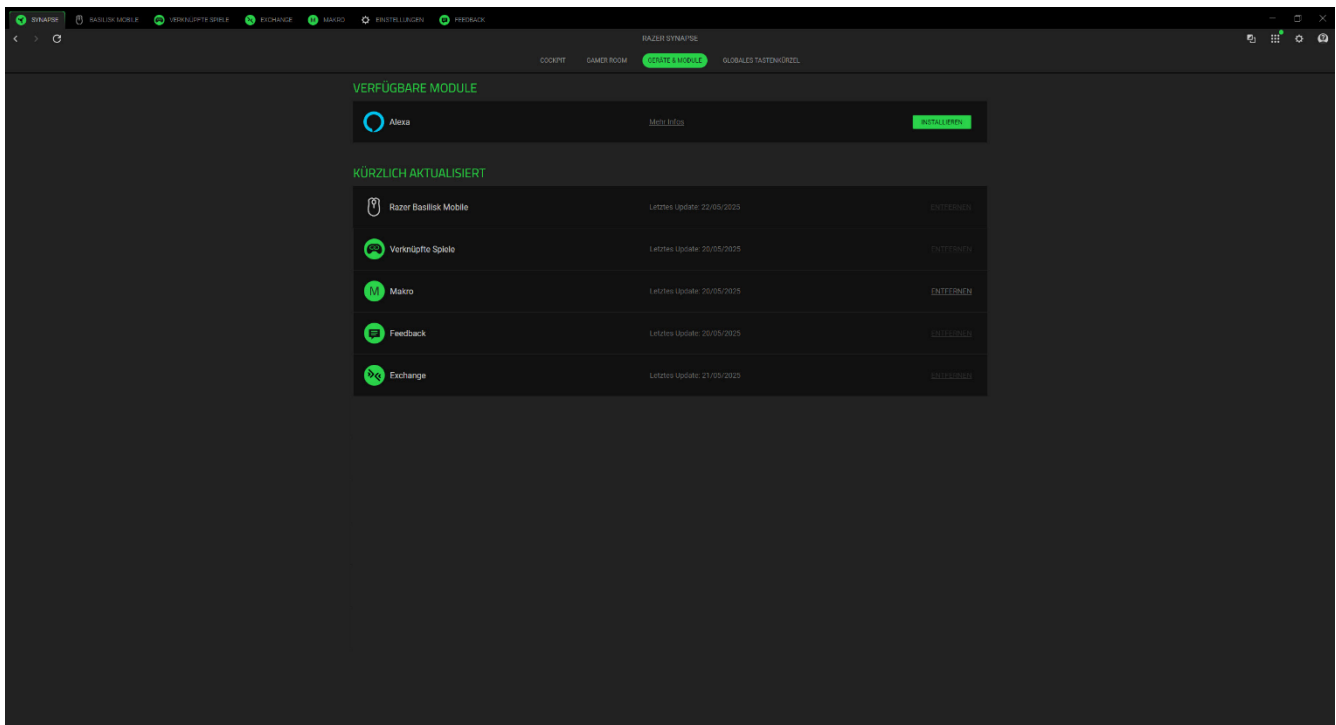 SYNAPSE BASILISK MOBILE VERKNÜPFTE SPIELE EXCHANGE MAKRO EINSTELLUNGEN FEEDBACK
RAZER SYNAPSE
COCKPIT GAMER ROOM GERÄTE & MODULE GLOBALES TASTENKÜRZEL
VERFÜGBARE MODULE
Alexa Mehr Infos INSTALLIEREN
KÜRZLICH AKTUALISIERT
Razer Basilisk Mobile Letztes Update: 22/05/2025 ENTFERNEN
Verknüpfte Spiele Letztes Update: 20/05/2025 ENTFERNEN
M Makro Letztes Update: 20/05/2025 ENTFERNEN
Feedback Letztes Update: 20/05/2025 ENTFERNEN
Exchange Letztes Update: 21/05/2025 ENTFERNEN